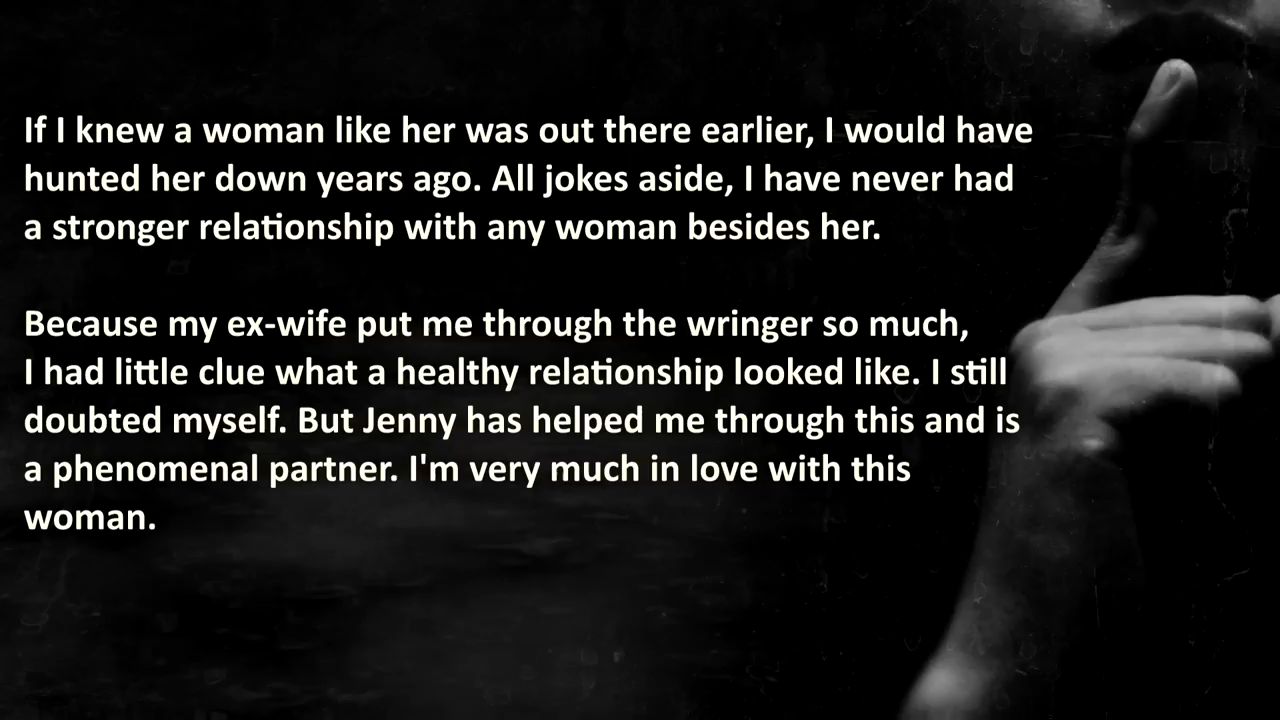 If I knew a woman like her was out there earlier, I would have
hunted her down years ago. All jokes aside, I have never had
a stronger relationship with any woman besides her.
Because my ex-wife put me through the wringer so much,
I had little clue what a healthy relationship looked like. I still
doubted myself. But Jenny has helped me through this and is
a phenomenal partner. I'm very much in love with this
woman.